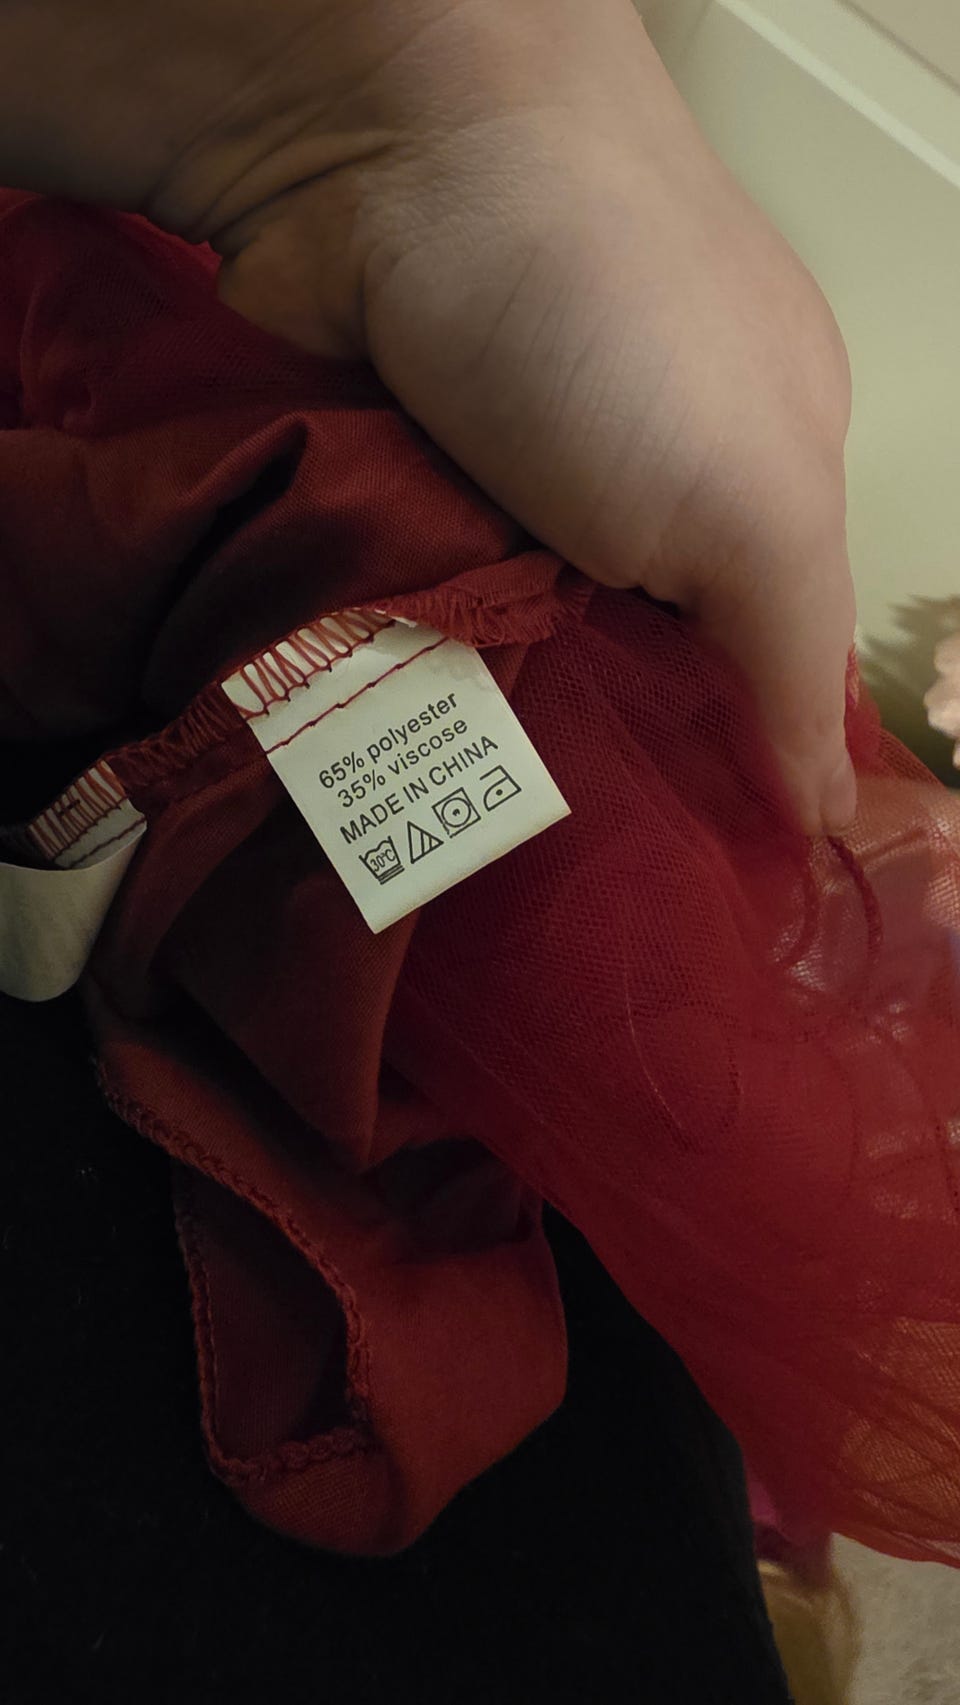 65% polyester
35% viscose
MADE IN CHINA
30°C